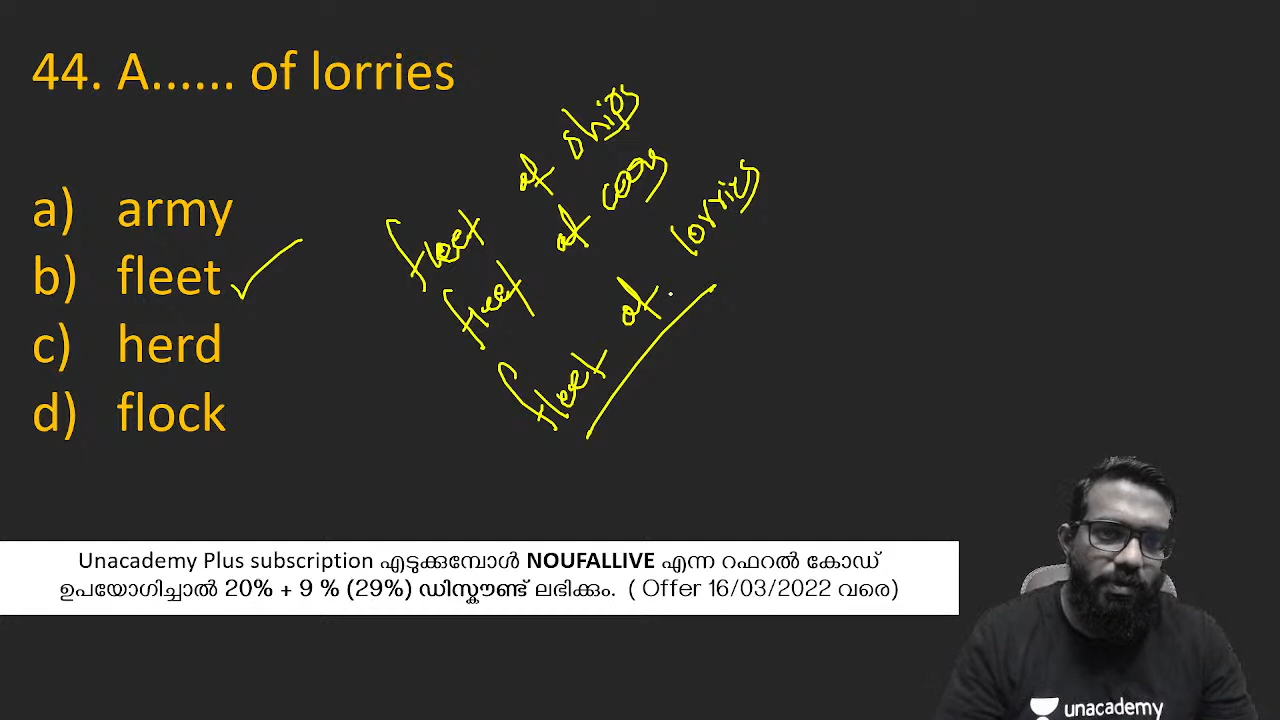 44. A...... of lorries
a) army
b) fleet
c) herd
d) flock
fleet of ships
fleet of cars
fleet of lorries
Unacademy Plus subscription എടുക്കുമ്പോൾ NOUFALLIVE എന്ന റഫറൽ കോഡ്
ഉപയോഗിച്ചാൽ 20% + 9 % (29%) ഡിസ്കൗണ്ട് ലഭിക്കും. ( Offer 16/03/2022 വരെ)
unacademy